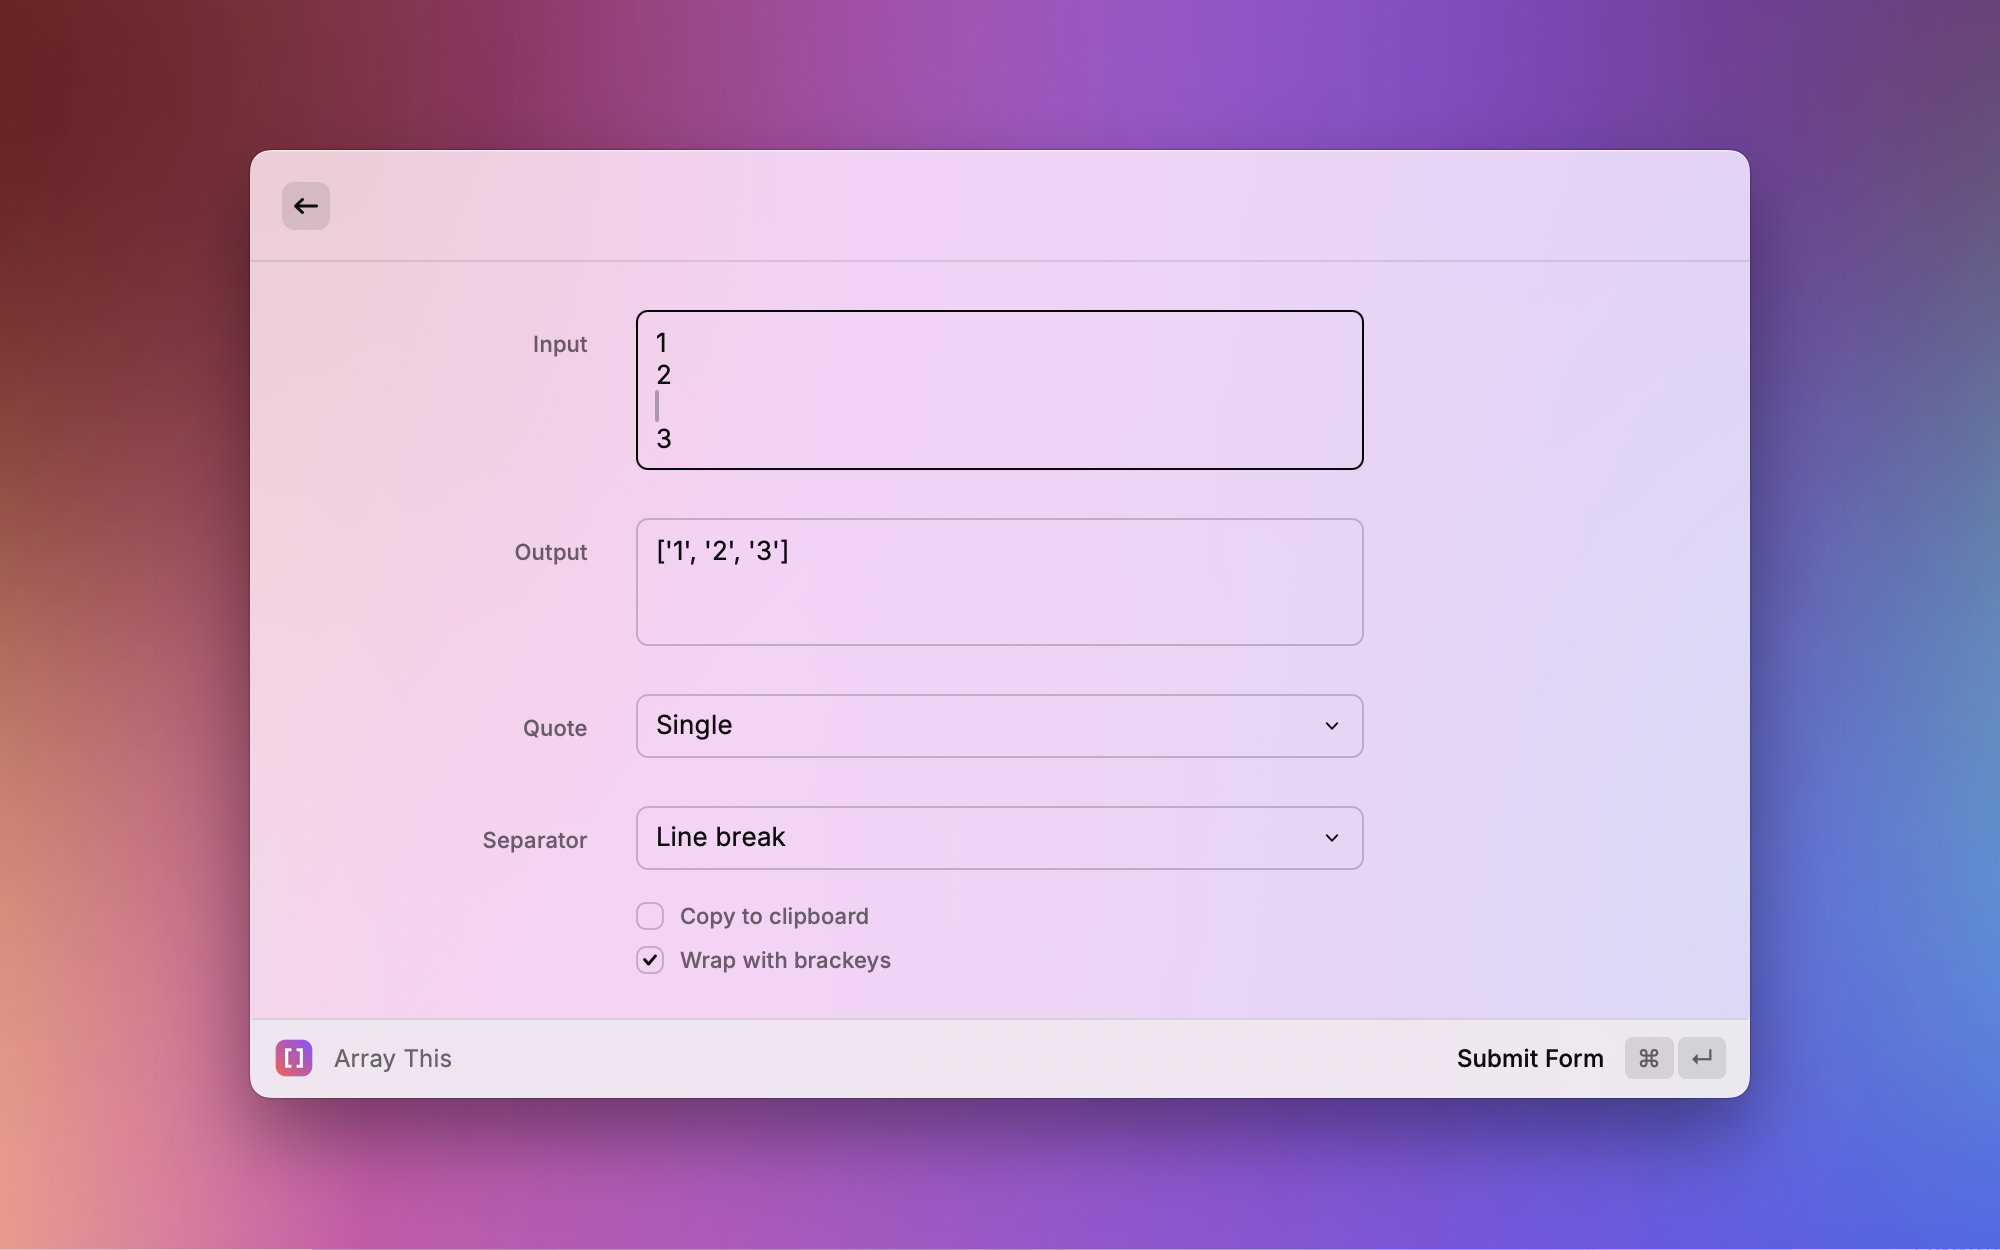 Input
1
2
3
Output
['1', '2', '3']
Quote
Single
Separator
Line break
Copy to clipboard
Wrap with brackeys
[] Array This
Submit Form ⌘ ↵